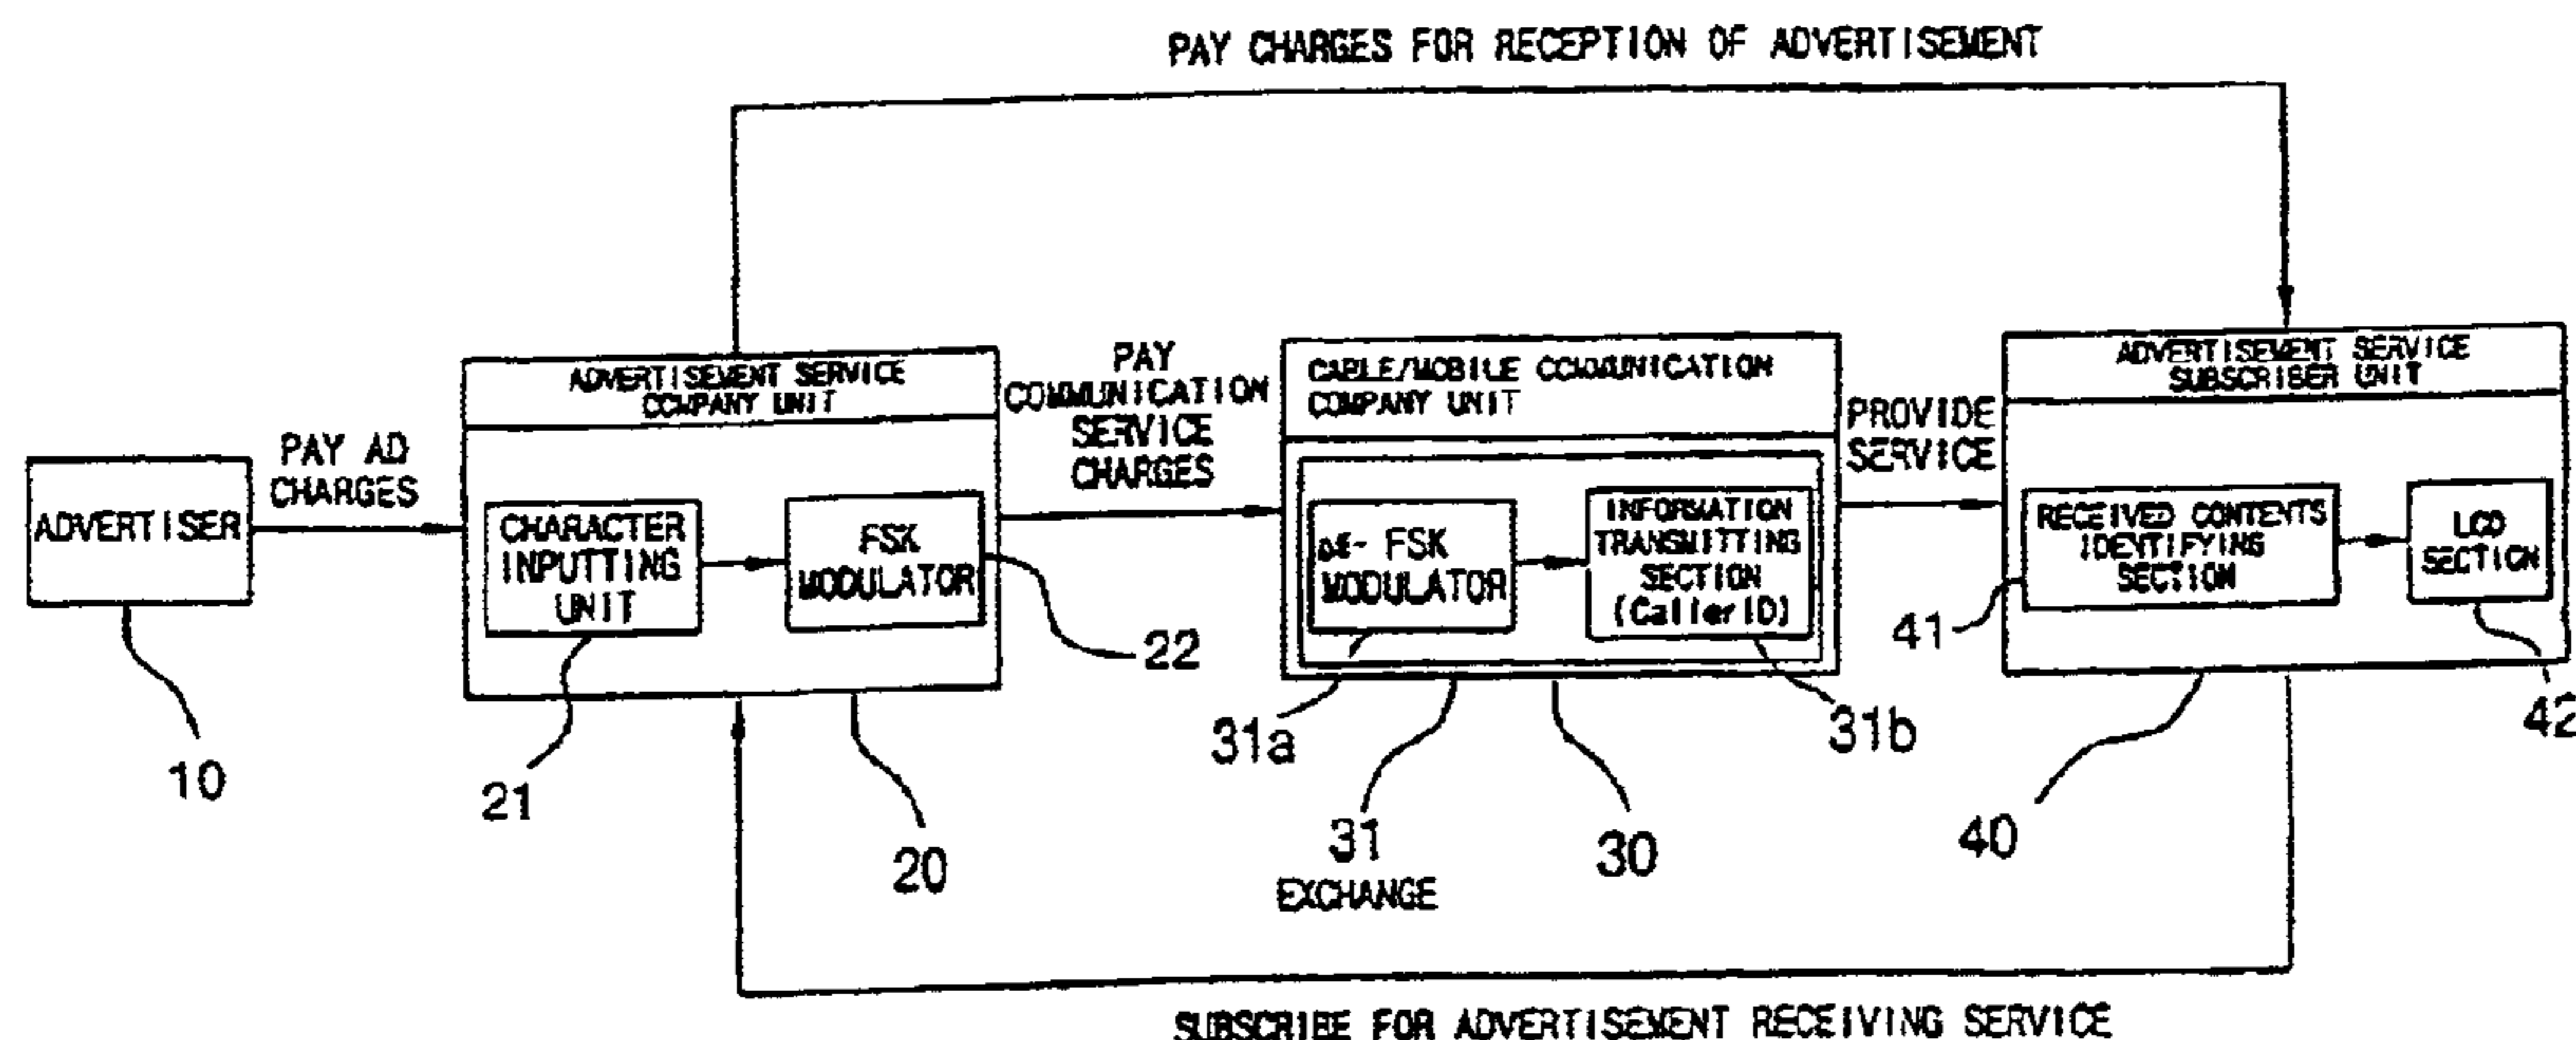 PAY CHARGES FOR RECEPTION OF ADVERTISEMENT
ADVERTISER
10
PAY AD
CHARGES
ADVERTISEMENT SERVICE
COMPANY UNIT
CHARACTER
INPUTTING
UNIT
21
FSK
MODULATOR
22
20
PAY
COMMUNICATION
SERVICE
CHARGES
CABLE/MOBILE COMMUNICATION
COMPANY UNIT
DE- FSK
MODULATOR
31a
INFORMATION
TRANSMITTING
SECTION
(CallerID)
31b
31
EXCHANGE
30
PROVIDE
SERVICE
ADVERTISEMENT SERVICE
SUBSCRIBER UNIT
RECEIVED CONTENTS
IDENTIFYING
SECTION
41
LCD
SECTION
42
40
SUBSCRIBE FOR ADVERTISEMENT RECEIVING SERVICE